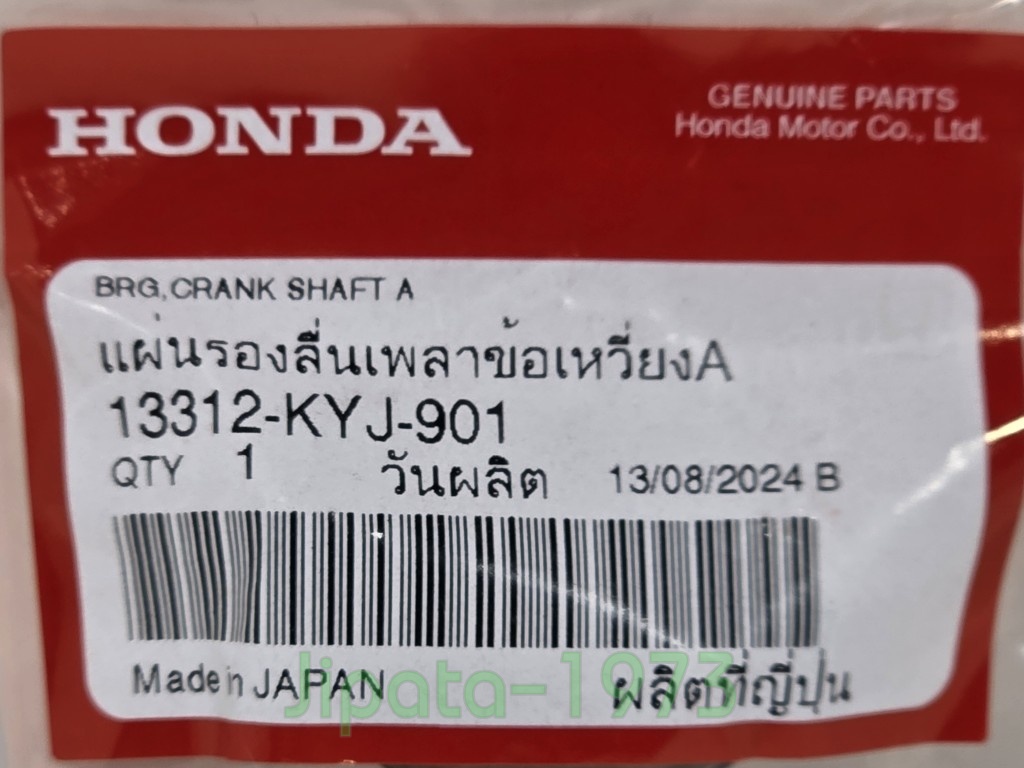 HONDA
GENUINE PARTS
Honda Motor Co., Ltd.
BRG,CRANK SHAFT A
แผ่นรองลื่นเพลาข้อเหวี่ยงA
13312-KYJ-901
QTY 1 วันผลิต 13/08/2024 B
Made in JAPAN ผลิตที่ญี่ปุ่น
Jipata-1973